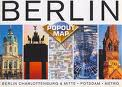 BERLIN
POPOUT
MAP
BERLIN CHARLOTTENBURG & MITTE • POTSDAM • METRO